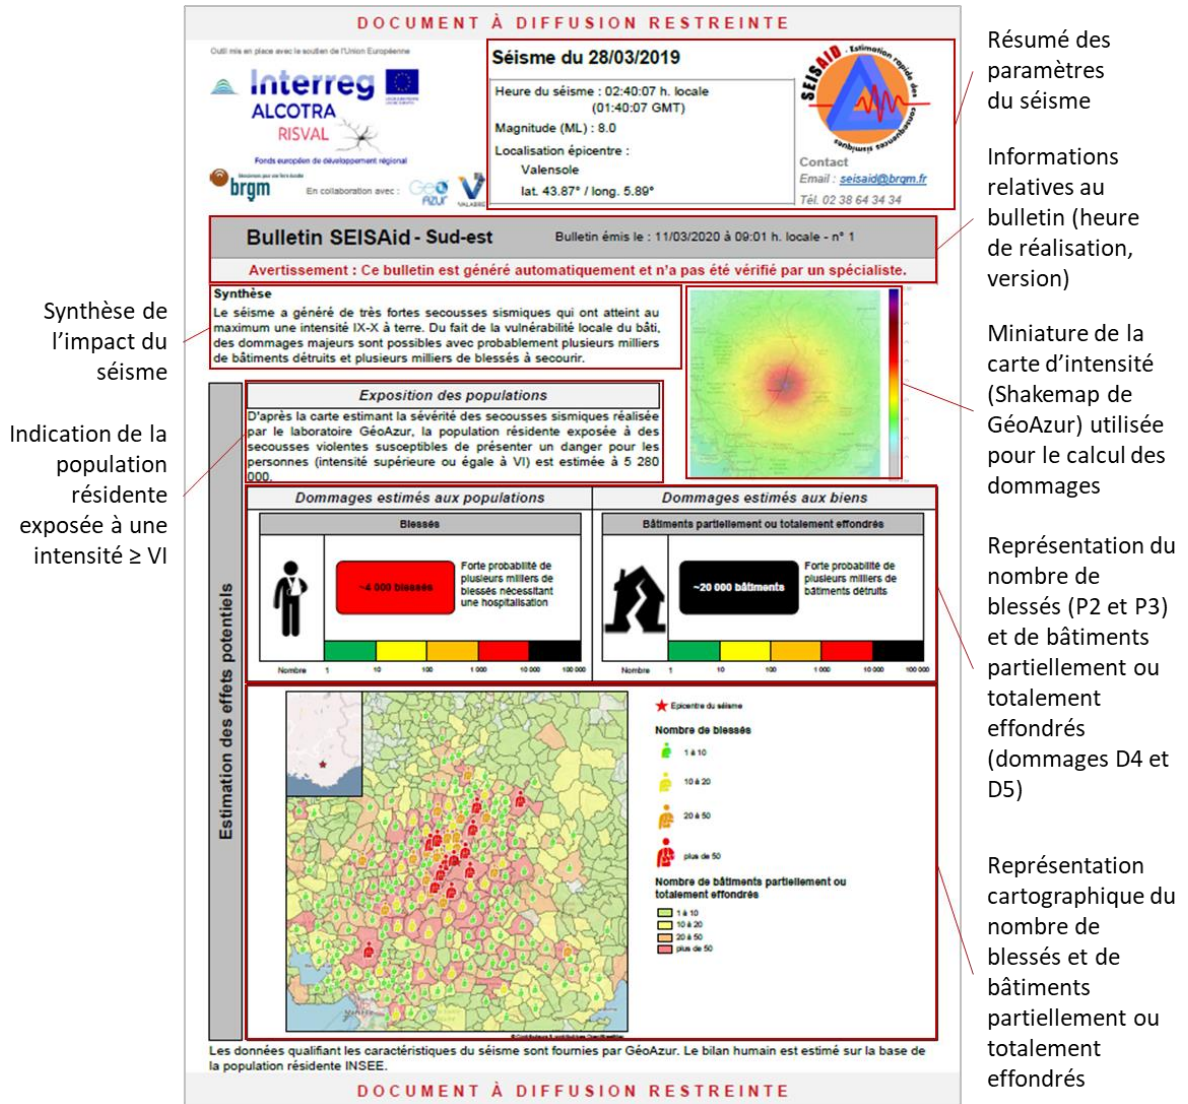 DOCUMENT À DIFFUSION RESTREINTE
Outil mis en place avec le soutien de l'Union Européenne
Interreg
ALCOTRA
RISVAL
Fonds européen de développement régional
brgm
En collaboration avec :
Géo
AZUR
VALABRE
Séisme du 28/03/2019
Heure du séisme : 02:40:07 h. locale
(01:40:07 GMT)
Magnitude (ML) : 8.0
Localisation épicentre :
Valensole
lat. 43.87° / long. 5.89°
SEISAID - Estimation rapide des conséquences sismiques
Contact
Email : seisaid@brgm.fr
Tél. 02 38 64 34 34
Résumé des
paramètres
du séisme
Bulletin SEISAid - Sud-est
Bulletin émis le : 11/03/2020 à 09:01 h. locale - n° 1
Avertissement : Ce bulletin est généré automatiquement et n'a pas été vérifié par un spécialiste.
Informations
relatives au
bulletin (heure
de réalisation,
version)
Synthèse de
l'impact du
séisme
Synthèse
Le séisme a généré de très fortes secousses sismiques qui ont atteint au
maximum une intensité IX-X à terre. Du fait de la vulnérabilité locale du bâti,
des dommages majeurs sont possibles avec probablement plusieurs milliers
de bâtiments détruits et plusieurs milliers de blessés à secourir.
Miniature de la
carte d'intensité
(Shakemap de
GéoAzur) utilisée
pour le calcul des
dommages
Indication de la
population
résidente
exposée à une
intensité ≥ VI
Estimation des effets potentiels
Exposition des populations
D'après la carte estimant la sévérité des secousses sismiques réalisée
par le laboratoire GéoAzur, la population résidente exposée à des
secousses violentes susceptibles de présenter un danger pour les
personnes (intensité supérieure ou égale à VI) est estimée à 5 280
000.
Dommages estimés aux populations
Blessés
~4 000 blessés
Forte probabilité de
plusieurs milliers de
blessés nécessitant
une hospitalisation
Nombre 1 10 100 1 000 10 000 100 000
Dommages estimés aux biens
Bâtiments partiellement ou totalement effondrés
~20 000 bâtiments
Forte probabilité de
plusieurs milliers de
bâtiments détruits
Nombre 1 10 100 1 000 10 000 100 000
Représentation du
nombre de
blessés (P2 et P3)
et de bâtiments
partiellement ou
totalement
effondrés
(dommages D4 et
D5)
Epicentre du séisme
Nombre de blessés
1 à 10
10 à 20
20 à 50
plus de 50
Nombre de bâtiments partiellement ou
totalement effondrés
1 à 10
10 à 20
20 à 50
plus de 50
Représentation
cartographique du
nombre de
blessés et de
bâtiments
partiellement ou
totalement
effondrés
Les données qualifiant les caractéristiques du séisme sont fournies par GéoAzur. Le bilan humain est estimé sur la base de
la population résidente INSEE.
DOCUMENT À DIFFUSION RESTREINTE